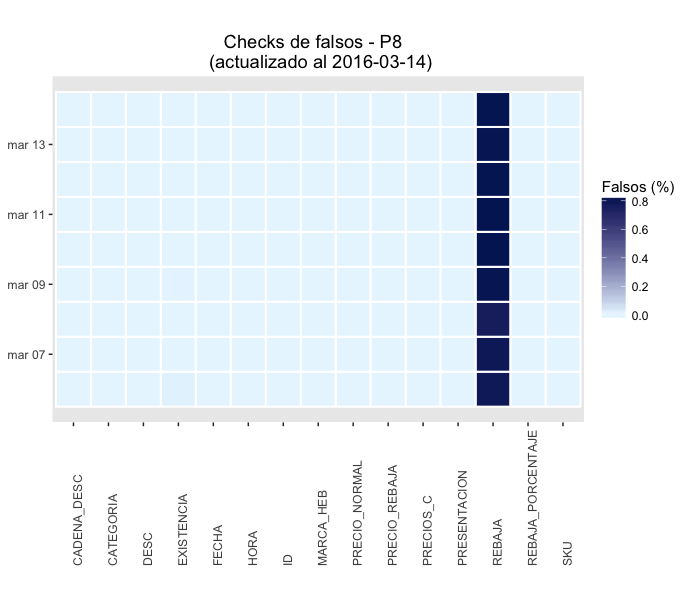 Checks de falsos - P8
(actualizado al 2016-03-14)
mar 13
mar 11
mar 09
mar 07
Falsos (%)
0.8
0.6
0.4
0.2
0.0
CADENA_DESC
CATEGORIA
DESC
EXISTENCIA
FECHA
HORA
ID
MARCA_HEB
PRECIO_NORMAL
PRECIO_REBAJA
PRECIOS_C
PRESENTACION
REBAJA
REBAJA_PORCENTAJE
SKU